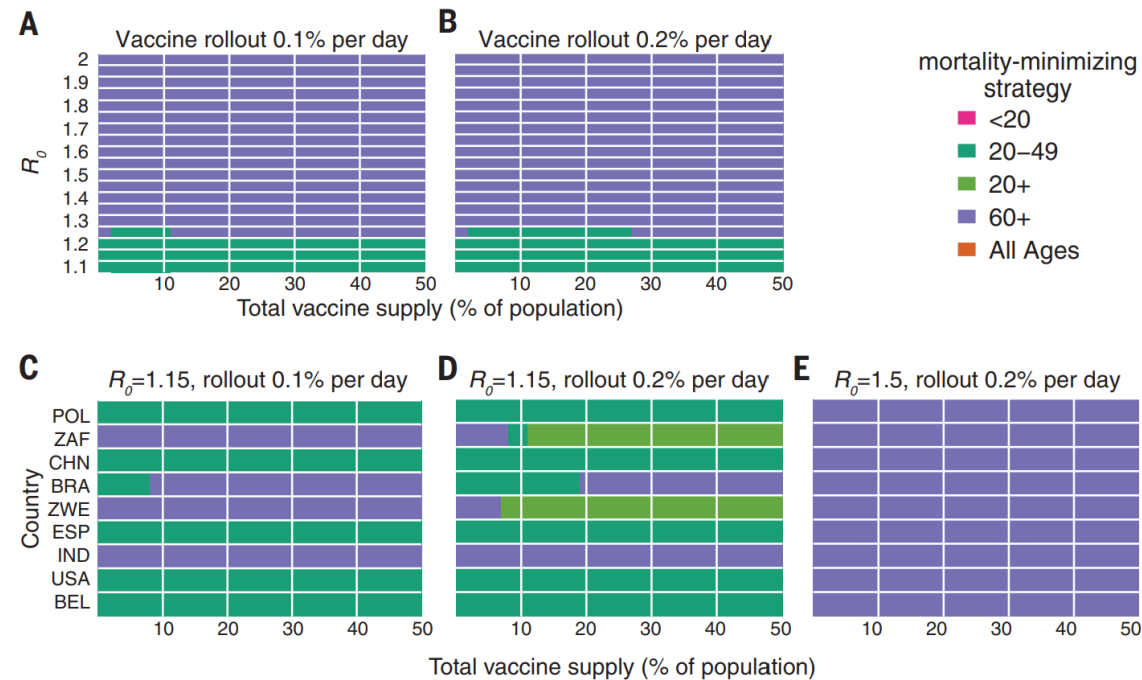 A
Vaccine rollout 0.1% per day
B
Vaccine rollout 0.2% per day
mortality-minimizing
strategy
<20
20–49
20+
60+
All Ages
R0
2
1.9
1.8
1.7
1.6
1.5
1.4
1.3
1.2
1.1
10 20 30 40 50
10 20 30 40 50
Total vaccine supply (% of population)
C
R0=1.15, rollout 0.1% per day
D
R0=1.15, rollout 0.2% per day
E
R0=1.5, rollout 0.2% per day
Country
POL
ZAF
CHN
BRA
ZWE
ESP
IND
USA
BEL
10 20 30 40 50
10 20 30 40 50
10 20 30 40 50
Total vaccine supply (% of population)